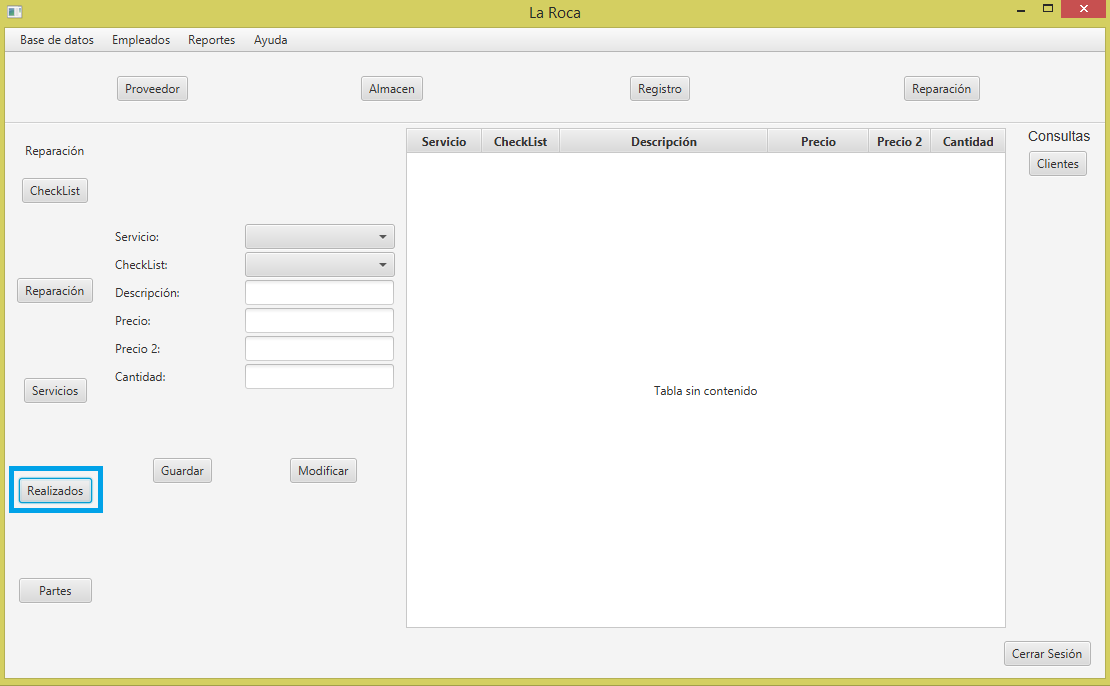 La Roca
Base de datos Empleados Reportes Ayuda
Proveedor Almacen Registro Reparación
Reparación
CheckList
Reparación
Servicios
Realizados
Partes
Servicio:
CheckList:
Descripción:
Precio:
Precio 2:
Cantidad:
Guardar Modificar
Servicio CheckList Descripción Precio Precio 2 Cantidad
Tabla sin contenido
Consultas
Clientes
Cerrar Sesión